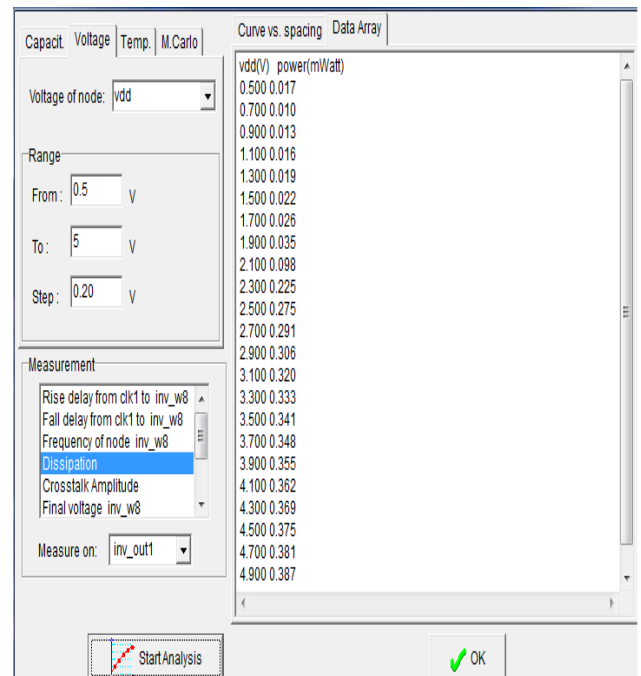 Capacit. Voltage Temp. M.Carlo
Voltage of node: vdd
Range
From : 0.5 V
To : 5 V
Step : 0.20 V
Measurement
Rise delay from clk1 to inv_w8
Fall delay from clk1 to inv_w8
Frequency of node inv_w8
Dissipation
Crosstalk Amplitude
Final voltage inv_w8
Measure on: inv_out1
Start Analysis
Curve vs. spacing Data Array
vdd(V) power(mWatt)
0.500 0.017
0.700 0.010
0.900 0.013
1.100 0.016
1.300 0.019
1.500 0.022
1.700 0.026
1.900 0.035
2.100 0.098
2.300 0.225
2.500 0.275
2.700 0.291
2.900 0.306
3.100 0.320
3.300 0.333
3.500 0.341
3.700 0.348
3.900 0.355
4.100 0.362
4.300 0.369
4.500 0.375
4.700 0.381
4.900 0.387
OK